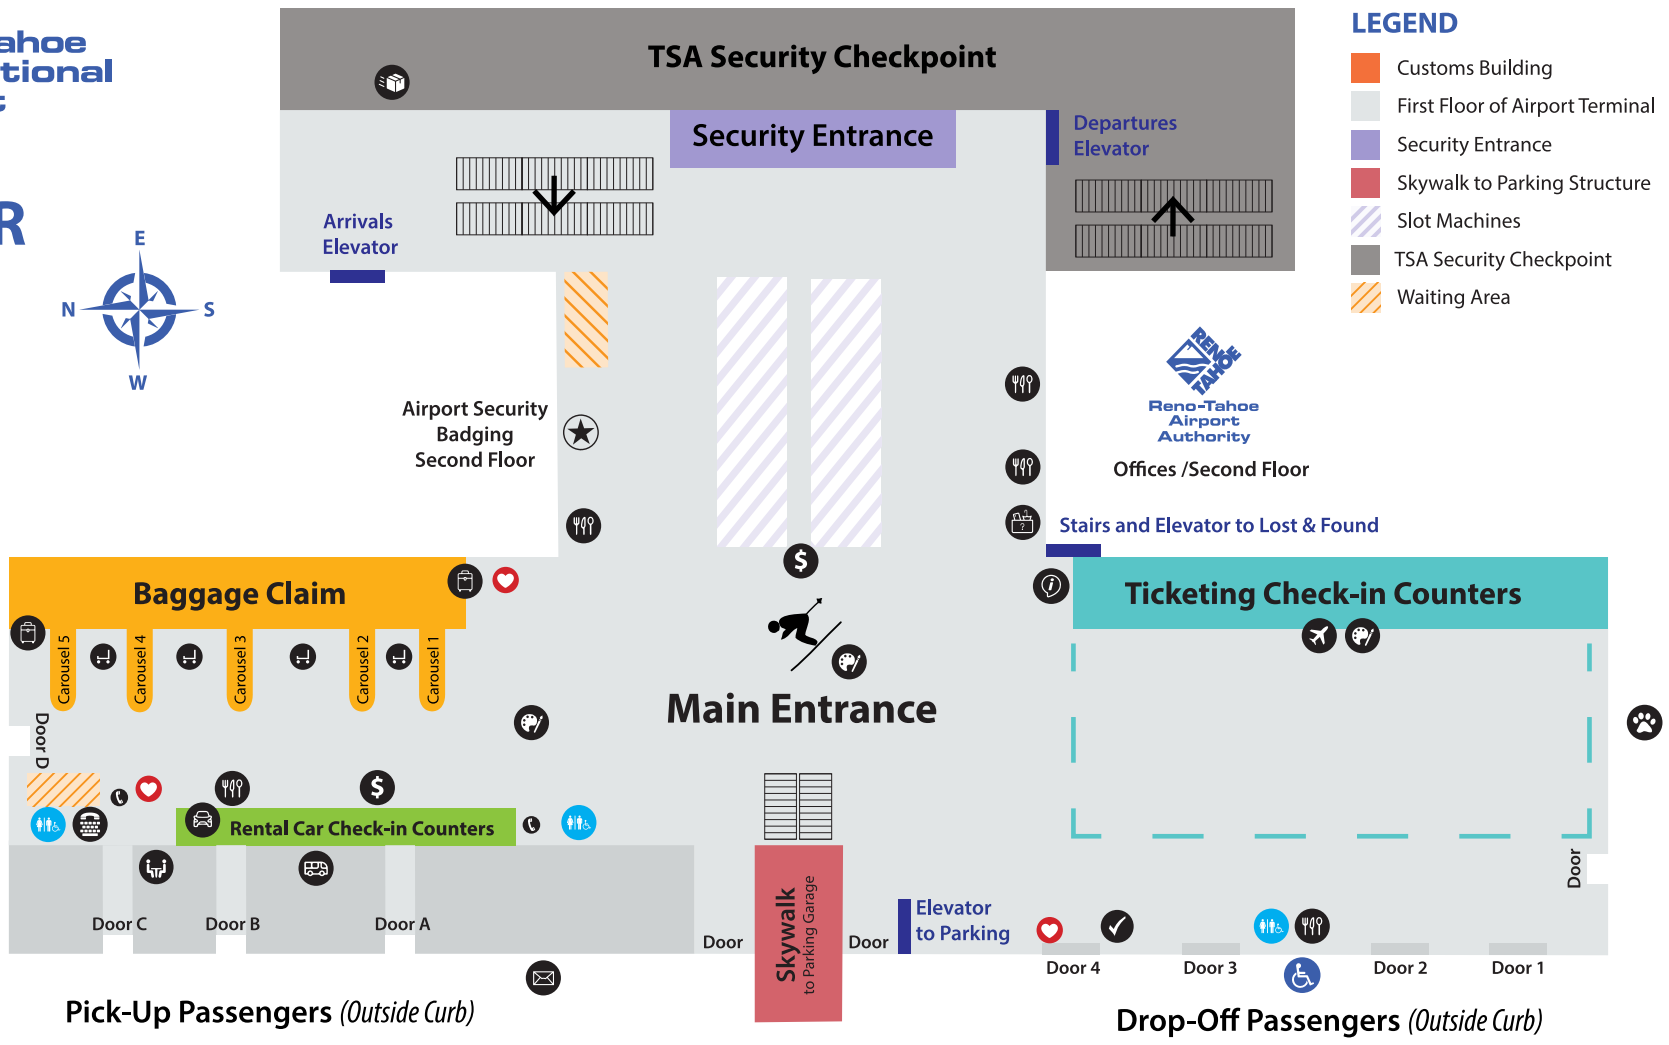 ahoe
tional
R
E
N
S
W
TSA Security Checkpoint
Security Entrance
Departures
Elevator
Arrivals
Elevator
LEGEND
Customs Building
First Floor of Airport Terminal
Security Entrance
Skywalk to Parking Structure
Slot Machines
TSA Security Checkpoint
Waiting Area
Airport Security
Badging
Second Floor
RENO
TAHOE
Reno-Tahoe
Airport
Authority
Offices /Second Floor
Stairs and Elevator to Lost & Found
?
$
i
Baggage Claim
Carousel 5
Carousel 4
Carousel 3
Carousel 2
Carousel 1
Ticketing Check-in Counters
Main Entrance
Door D
$
Rental Car Check-in Counters
Door C
Door B
Door A
Door
Skywalk
to Parking Garage
Door
Elevator
to Parking
Door
Door 4
Door 3
Door 2
Door 1
Pick-Up Passengers (Outside Curb)
Drop-Off Passengers (Outside Curb)